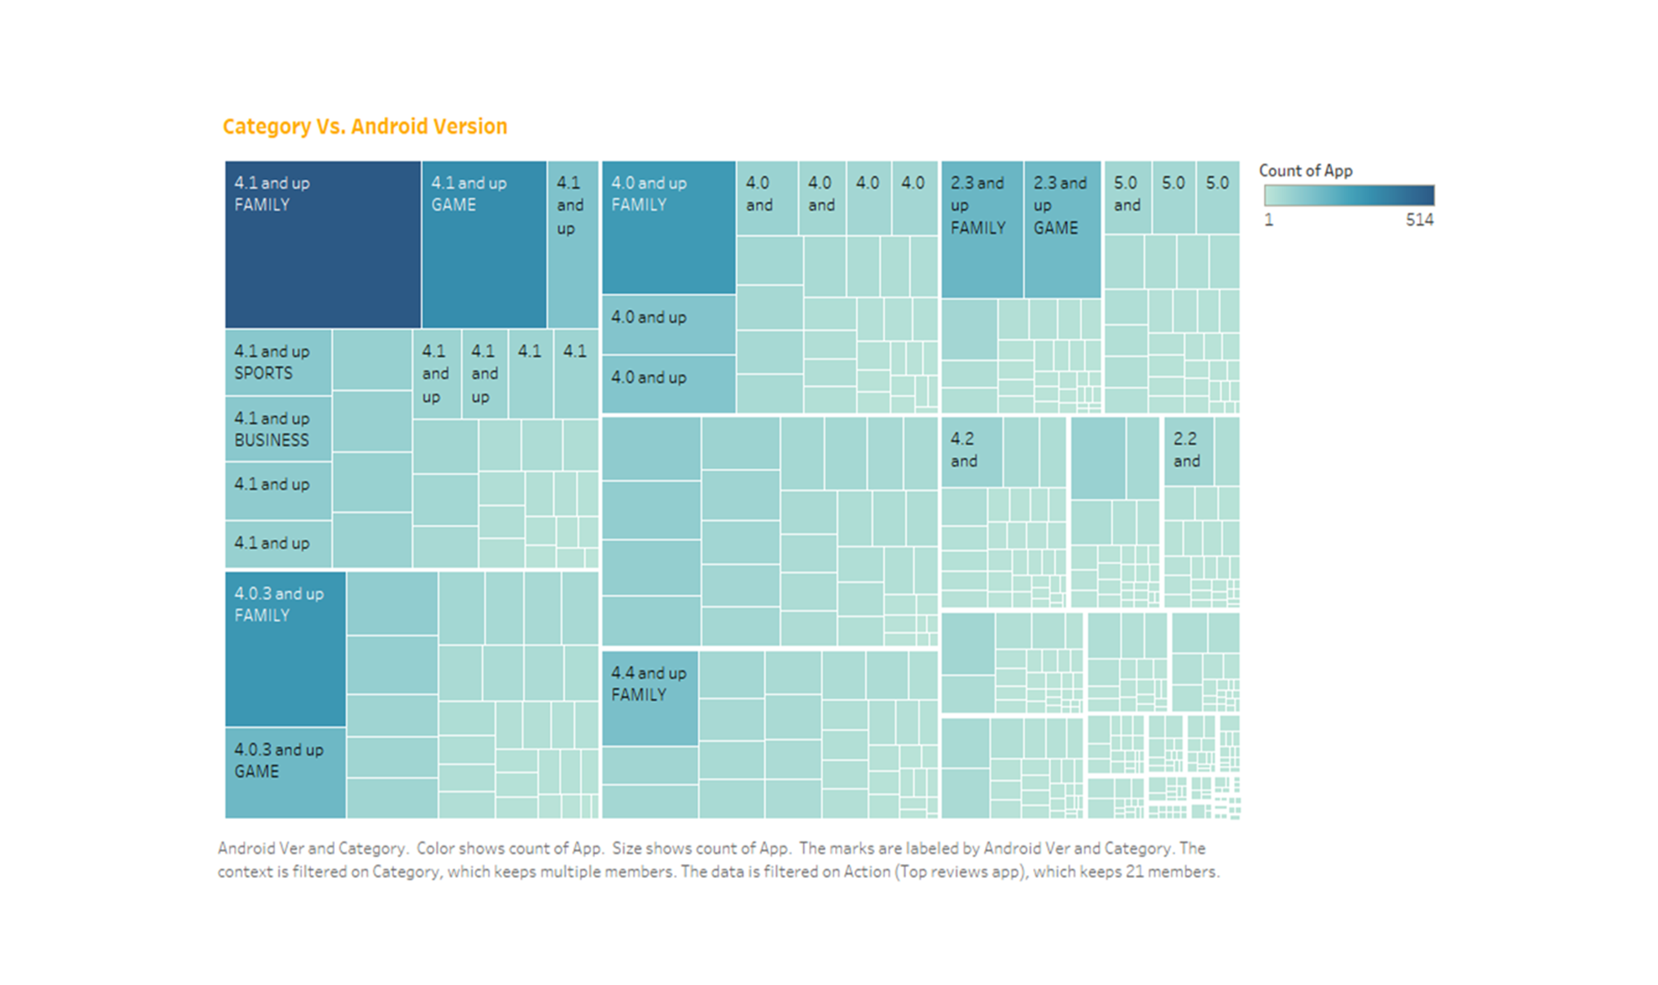 Category Vs. Android Version
4.1 and up
FAMILY
4.1 and up
GAME
4.1
and
up
4.0 and up
FAMILY
4.0
and
4.0
and
4.0
4.0
2.3 and
up
FAMILY
2.3 and
up
GAME
5.0
and
5.0
5.0
Count of App
1
514
4.0 and up
4.0 and up
4.1 and up
SPORTS
4.1
and
up
4.1
and
up
4.1
4.1
4.1 and up
BUSINESS
4.1 and up
4.1 and up
4.2
and
2.2
and
4.0.3 and up
FAMILY
4.4 and up
FAMILY
4.0.3 and up
GAME
Android Ver and Category.  Color shows count of App.  Size shows count of App.  The marks are labeled by Android Ver and Category. The
context is filtered on Category, which keeps multiple members. The data is filtered on Action (Top reviews app), which keeps 21 members.